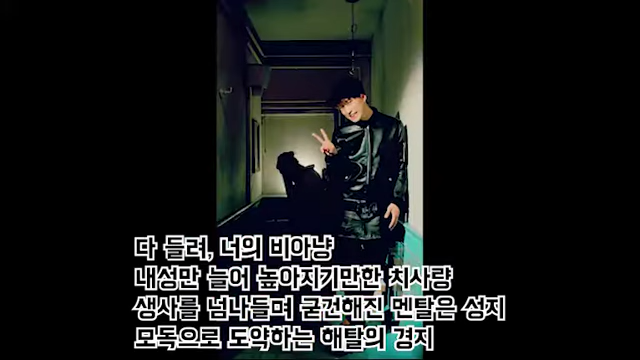 다 들려, 너의 비아냥
내성만 늘어 높아지기만한 치사량
생사를 넘나들며 굳건해진 멘탈은 성지
모독으로 도약하는 해탈의 경지